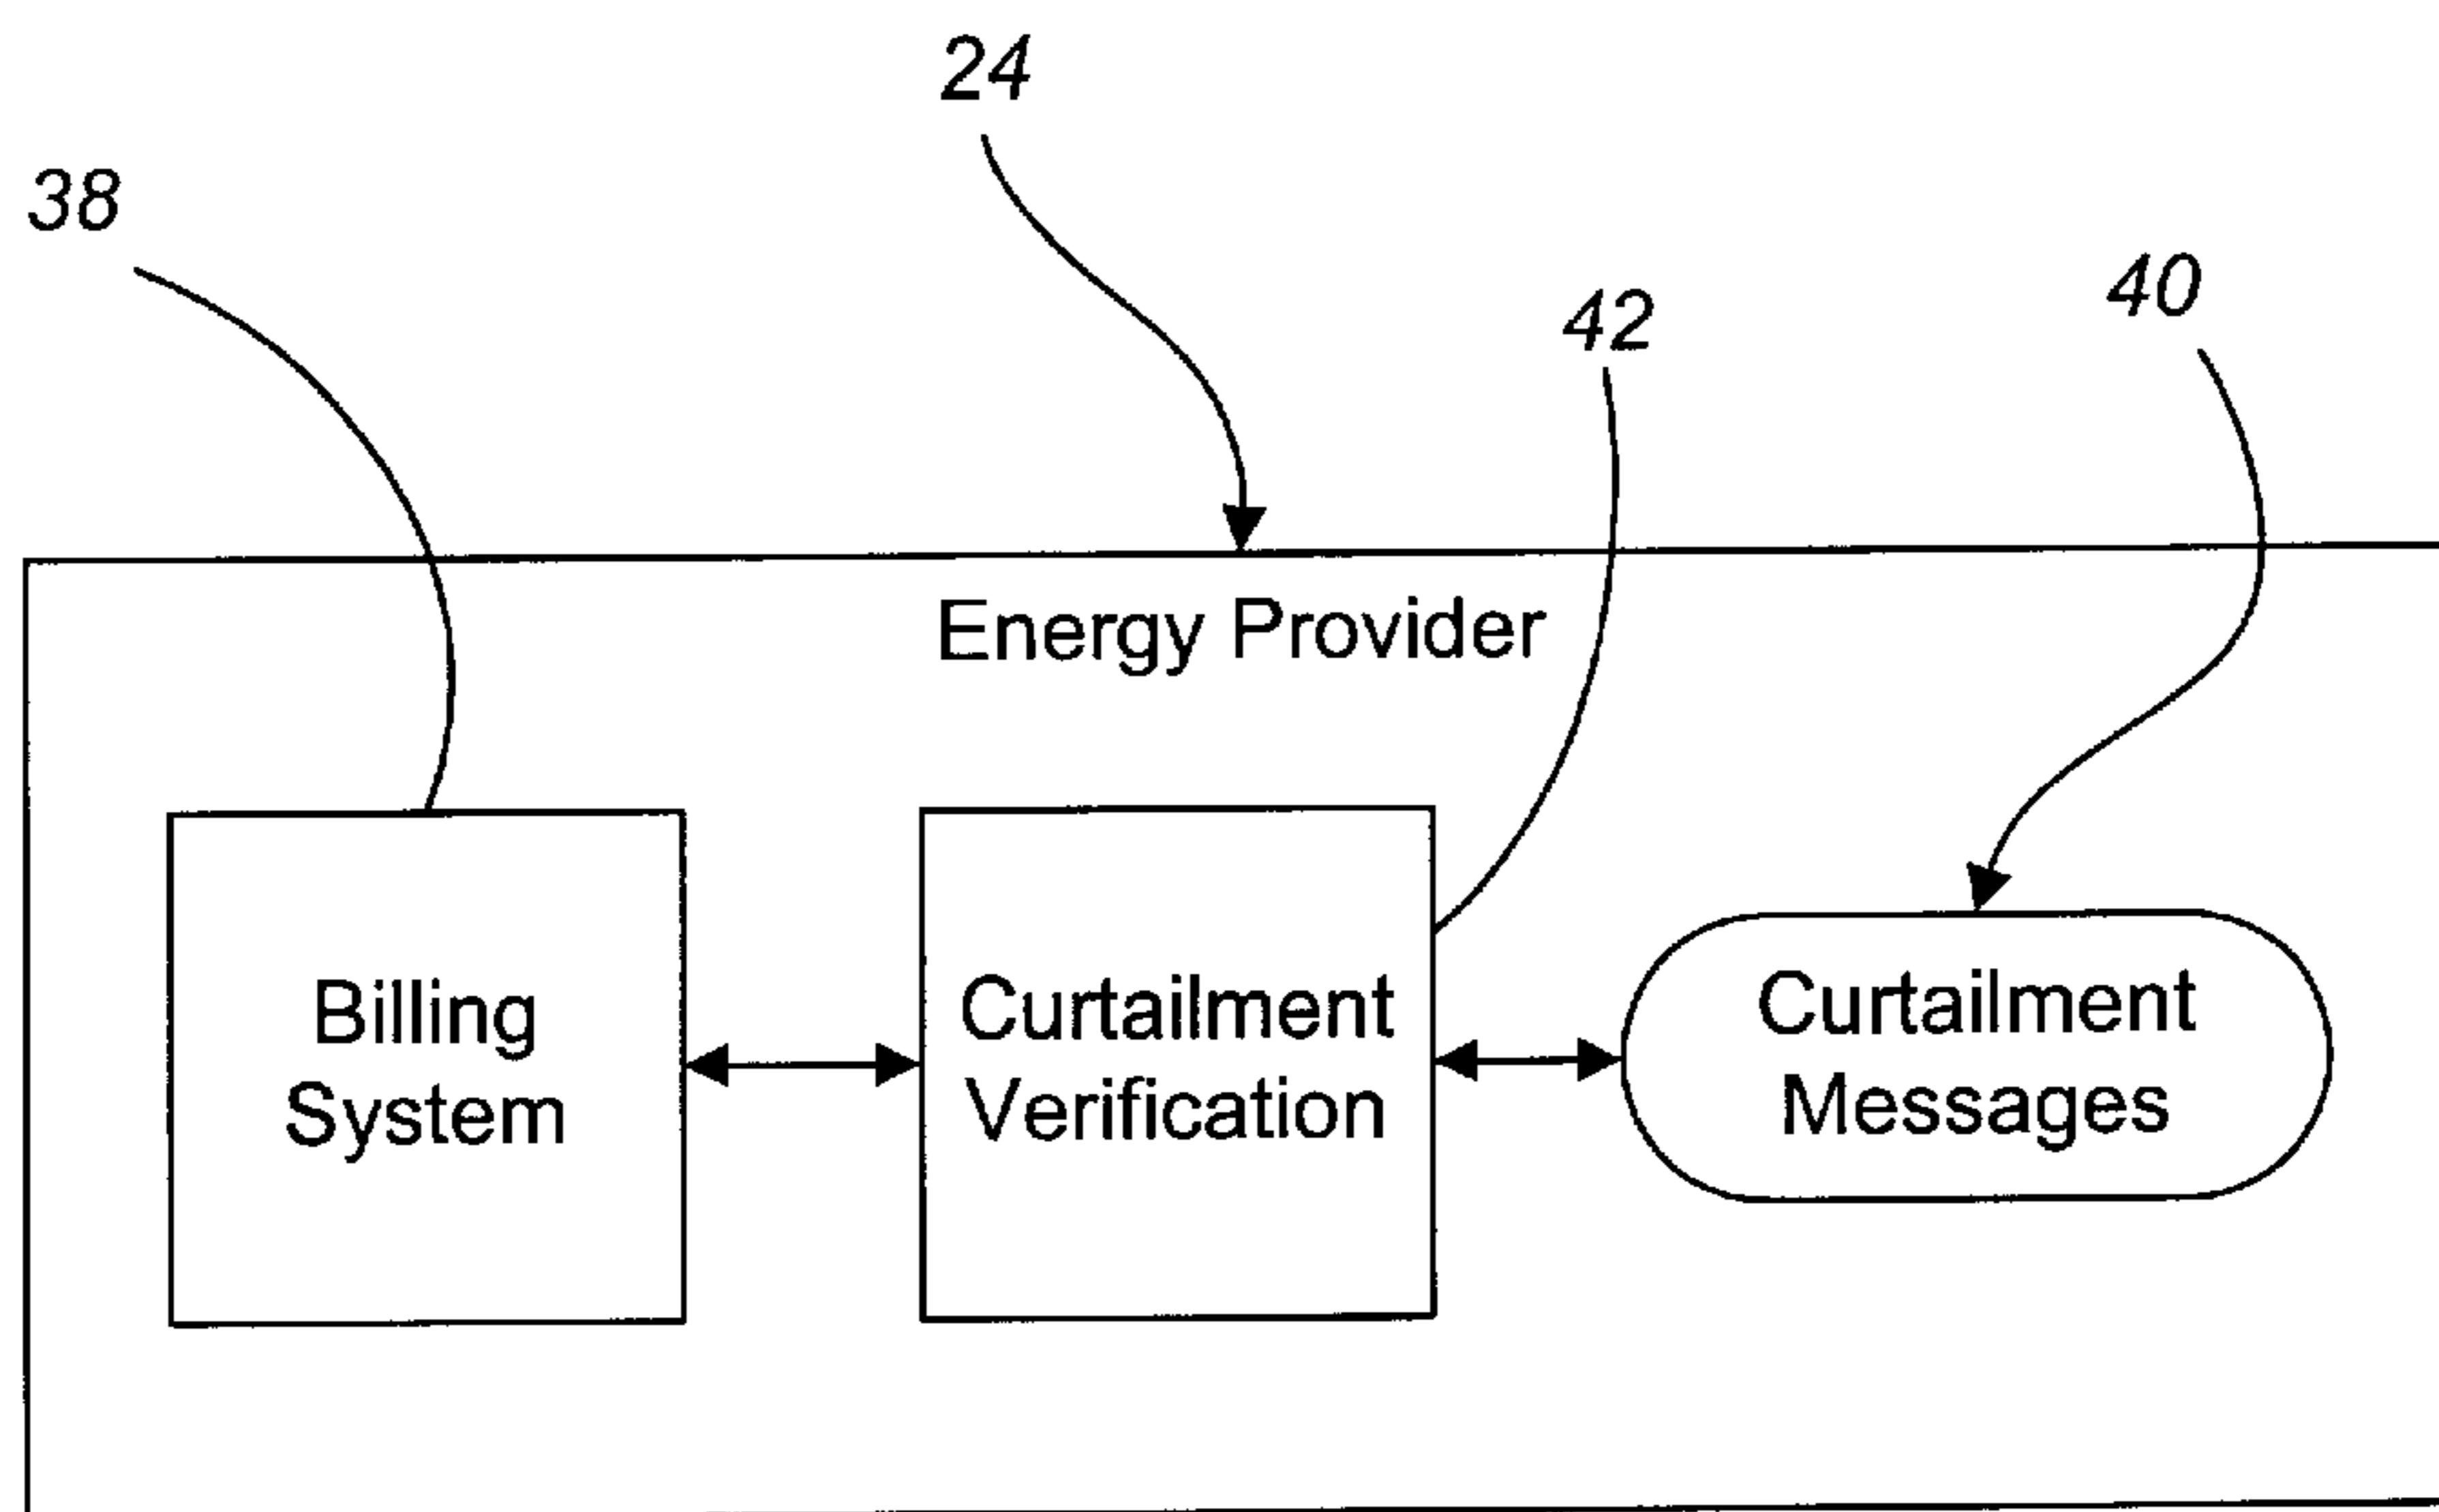 24
38
42
40
Energy Provider
Billing
System
Curtailment
Verification
Curtailment
Messages